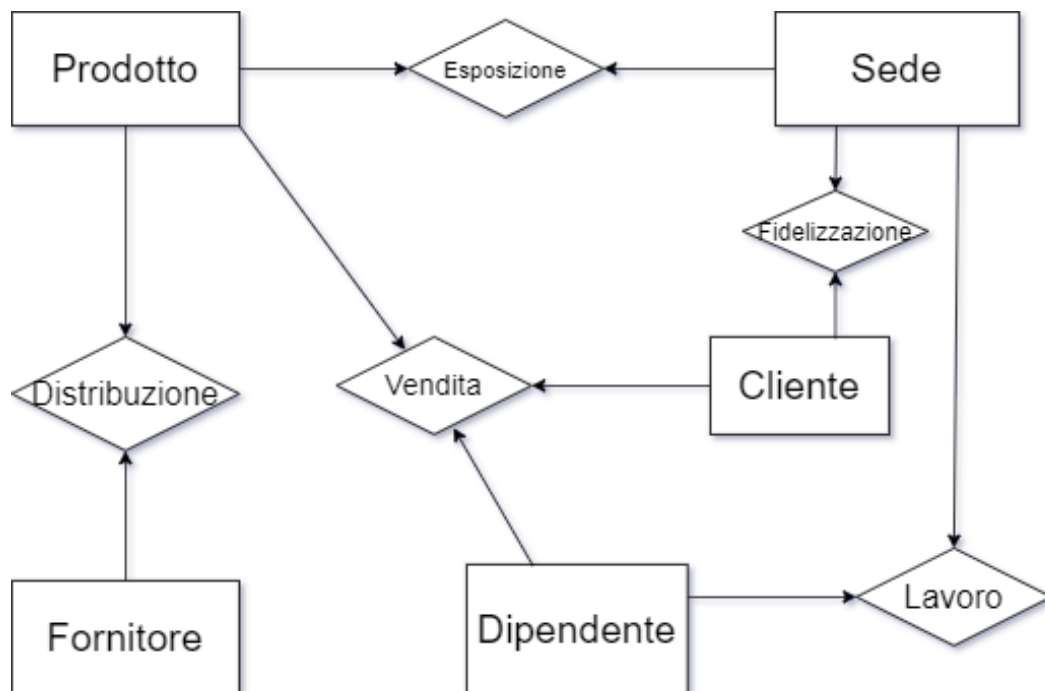 Prodotto
Esposizione
Sede
Fidelizzazione
Distribuzione
Vendita
Cliente
Fornitore
Dipendente
Lavoro